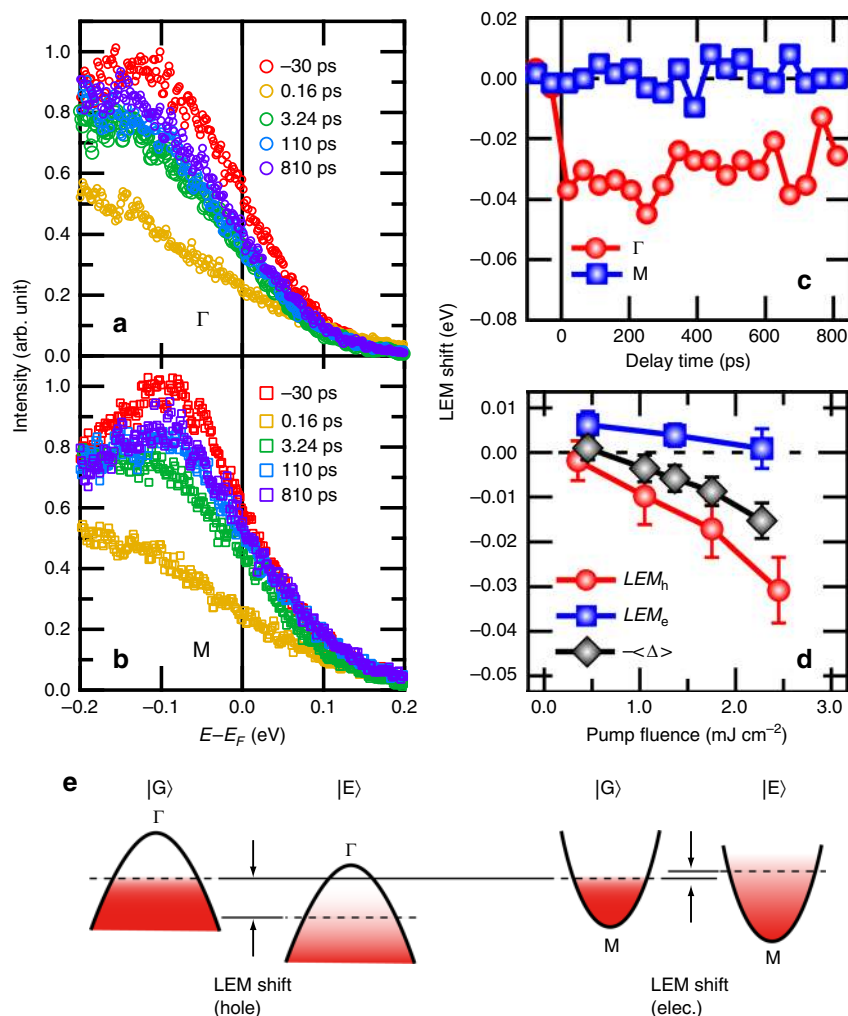 1.0
0.8
0.6
0.4
0.2
0.0
–30 ps
0.16 ps
3.24 ps
110 ps
810 ps
a
Γ
Intensity (arb. unit)
1.0
0.8
0.6
0.4
0.2
0.0
–30 ps
0.16 ps
3.24 ps
110 ps
810 ps
b
M
–0.2
–0.1
0.0
0.1
0.2
E–E_F (eV)
0.02
0.00
–0.02
–0.04
–0.06
–0.08
Γ
M
c
0
200
400
600
800
Delay time (ps)
LEM shift (eV)
0.01
0.00
–0.01
–0.02
–0.03
–0.04
–0.05
LEM_h
LEM_e
–<Δ>
d
0.0
1.0
2.0
3.0
Pump fluence (mJ cm⁻²)
e
|G⟩
|E⟩
|G⟩
|E⟩
Γ
Γ
M
M
LEM shift
(hole)
LEM shift
(elec.)